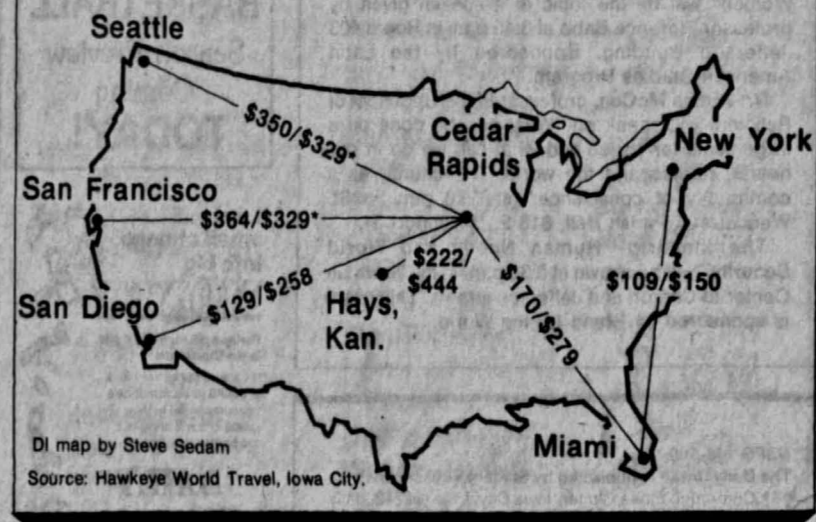 Seattle
$350/$329*
Cedar
Rapids
New York
San Francisco
$364/$329*
$222/
$444
$129/$258
San Diego
Hays,
Kan.
$170/$279
$109/$150
Miami
DI map by Steve Sedam
Source: Hawkeye World Travel, Iowa City.